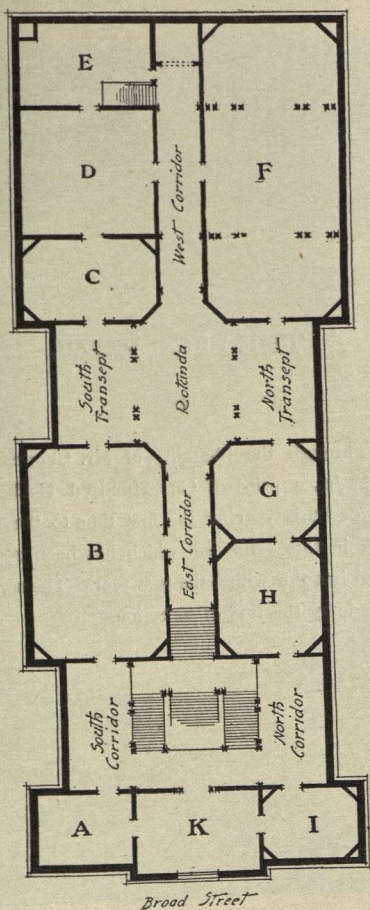 E
D
F
West Corridor
C
South
Transept
Rotunda
North
Transept
G
B
East Corridor
H
South
Corridor
North
Corridor
A
K
I
Broad Street